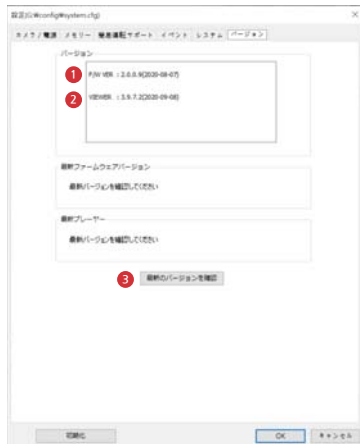 設定(G:₩config₩system.cfg)
カメラ / 電源 メモリー 安全運転サポート イベント システム バージョン
バージョン
1 F/W VER. : 2.0.0.9(2020-08-07)
2 VIEWER. : 3.9.7.2(2020-09-08)
最新ファームウェアバージョン
最新バージョンを確認してください
最新プレーヤー
最新バージョンを確認してください
3 最新のバージョンを確認
初期化 OK キャンセル